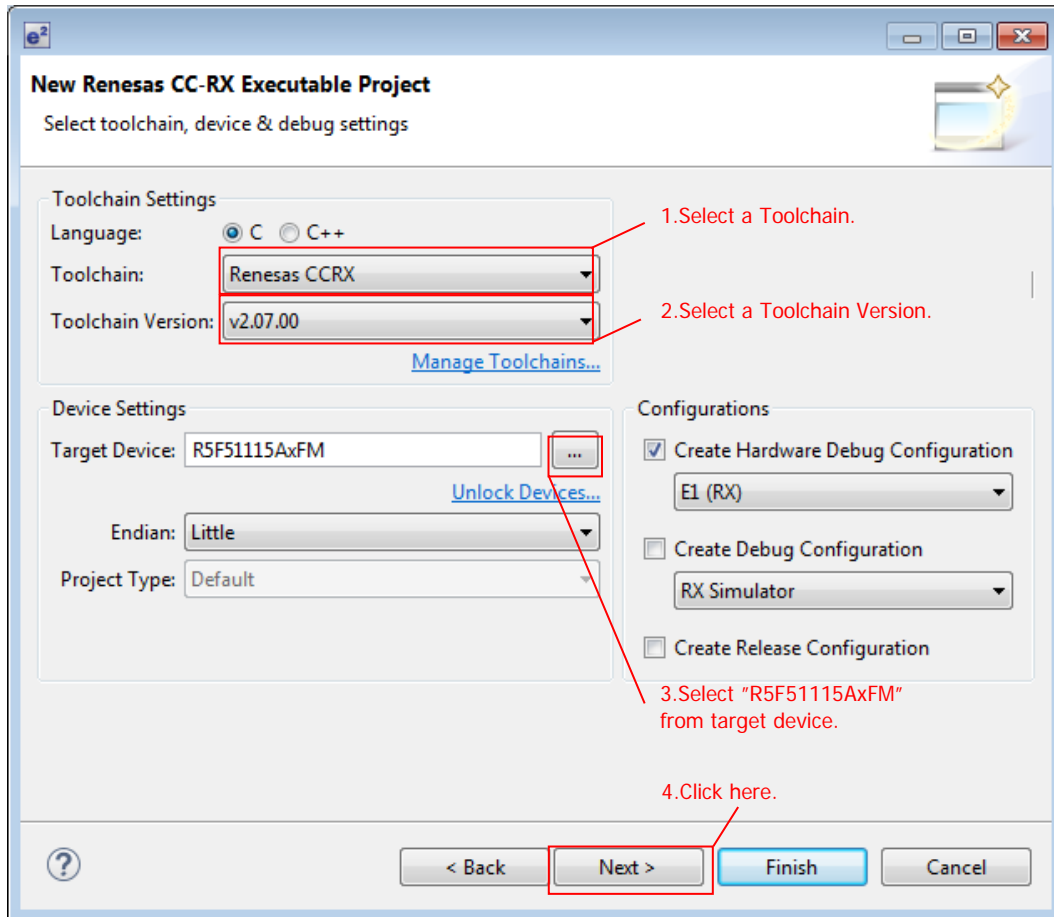 e²
New Renesas CC-RX Executable Project
Select toolchain, device & debug settings
Toolchain Settings
Language: C C++
1.Select a Toolchain.
Toolchain: Renesas CCRX
Toolchain Version: v2.07.00
2.Select a Toolchain Version.
Manage Toolchains...
Device Settings
Target Device: R5F51115AxFM ...
Unlock Devices...
Endian: Little
Project Type: Default
Configurations
Create Hardware Debug Configuration
E1 (RX)
Create Debug Configuration
RX Simulator
Create Release Configuration
3.Select "R5F51115AxFM"
from target device.
4.Click here.
? < Back Next > Finish Cancel